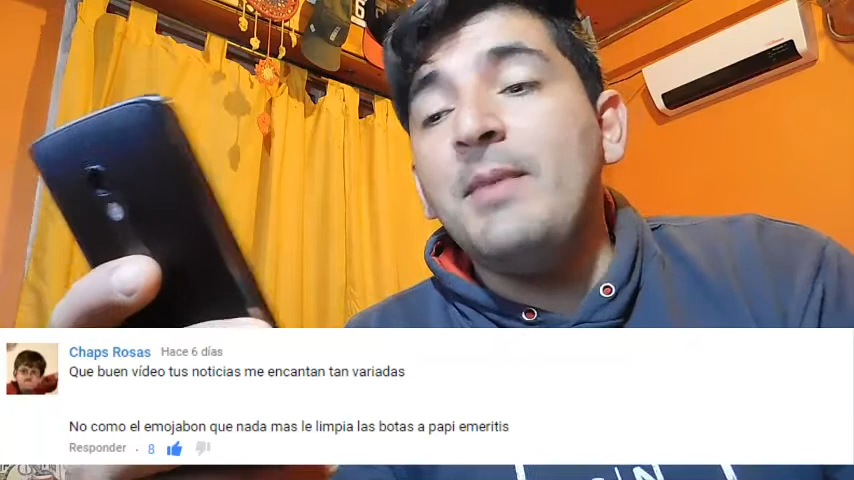 Chaps Rosas Hace 6 días
Que buen vídeo tus noticias me encantan tan variadas
No como el emojabon que nada mas le limpia las botas a papi emeritis
Responder . 8